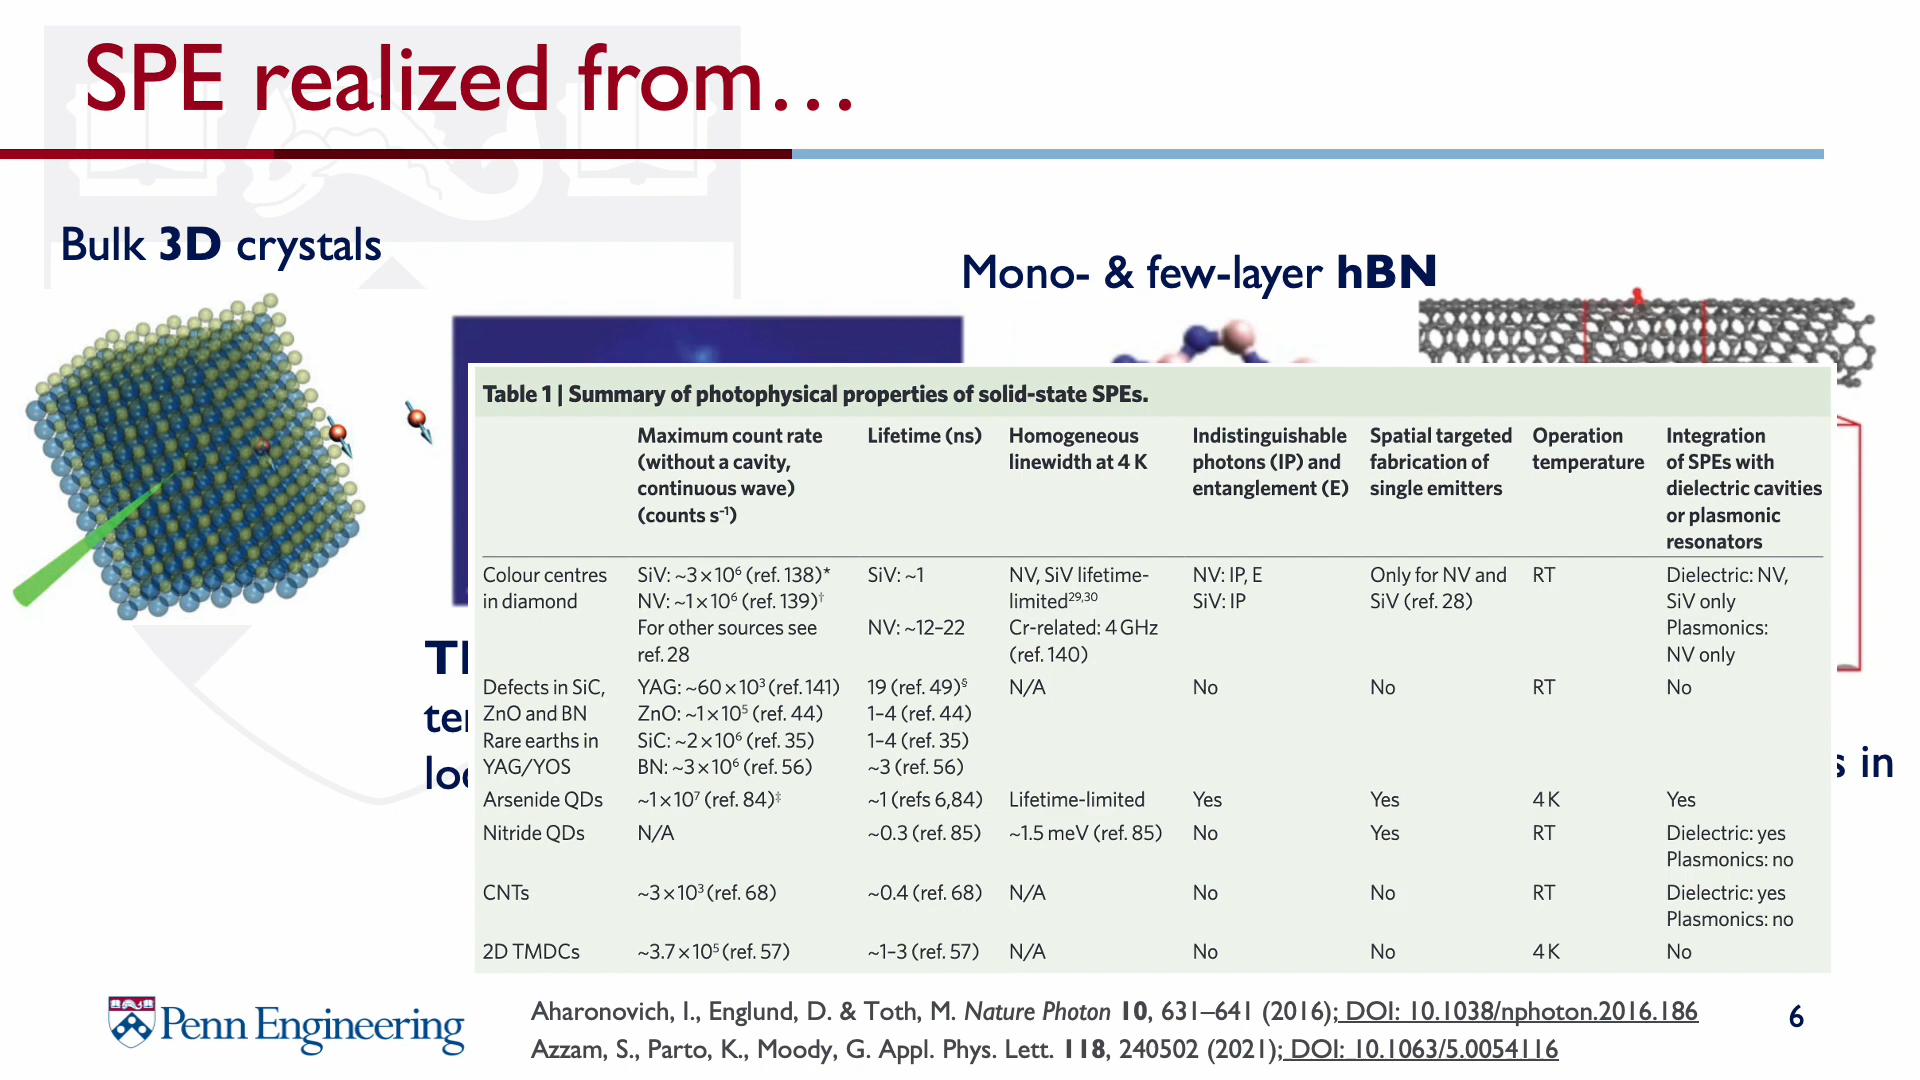 SPE realized from…
Bulk 3D crystals
Mono- & few-layer hBN
Table 1 | Summary of photophysical properties of solid-state SPEs.
Maximum count rate (without a cavity, continuous wave) (counts s⁻¹) Lifetime (ns) Homogeneous linewidth at 4 K Indistinguishable photons (IP) and entanglement (E) Spatial targeted fabrication of single emitters Operation temperature Integration of SPEs with dielectric cavities or plasmonic resonators
Colour centres SiV: ~3 × 10⁶ (ref. 138)* SiV: ~1 NV, SiV lifetime- NV: IP, E Only for NV and RT Dielectric: NV,
in diamond NV: ~1 × 10⁶ (ref. 139)† limited²⁹,³⁰ SiV: IP SiV (ref. 28) SiV only
For other sources see NV: ~12–22 Cr-related: 4 GHz Plasmonics:
ref. 28 (ref. 140) NV only
Defects in SiC, YAG: ~60 × 10³ (ref. 141) 19 (ref. 49)§ N/A No No RT No
ZnO and BN ZnO: ~1 × 10⁵ (ref. 44) 1–4 (ref. 44)
Rare earths in SiC: ~2 × 10⁶ (ref. 35) 1–4 (ref. 35)
YAG/YOS BN: ~3 × 10⁶ (ref. 56) ~3 (ref. 56)
Arsenide QDs ~1 × 10⁷ (ref. 84)‡ ~1 (refs 6,84) Lifetime-limited Yes Yes 4 K Yes
Nitride QDs N/A ~0.3 (ref. 85) ~1.5 meV (ref. 85) No Yes RT Dielectric: yes
Plasmonics: no
CNTs ~3 × 10³ (ref. 68) ~0.4 (ref. 68) N/A No No RT Dielectric: yes
Plasmonics: no
2D TMDCs ~3.7 × 10⁵ (ref. 57) ~1–3 (ref. 57) N/A No No 4 K No
in
Penn Engineering
Aharonovich, I., Englund, D. & Toth, M. Nature Photon 10, 631–641 (2016); DOI: 10.1038/nphoton.2016.186
Azzam, S., Parto, K., Moody, G. Appl. Phys. Lett. 118, 240502 (2021); DOI: 10.1063/5.0054116
6